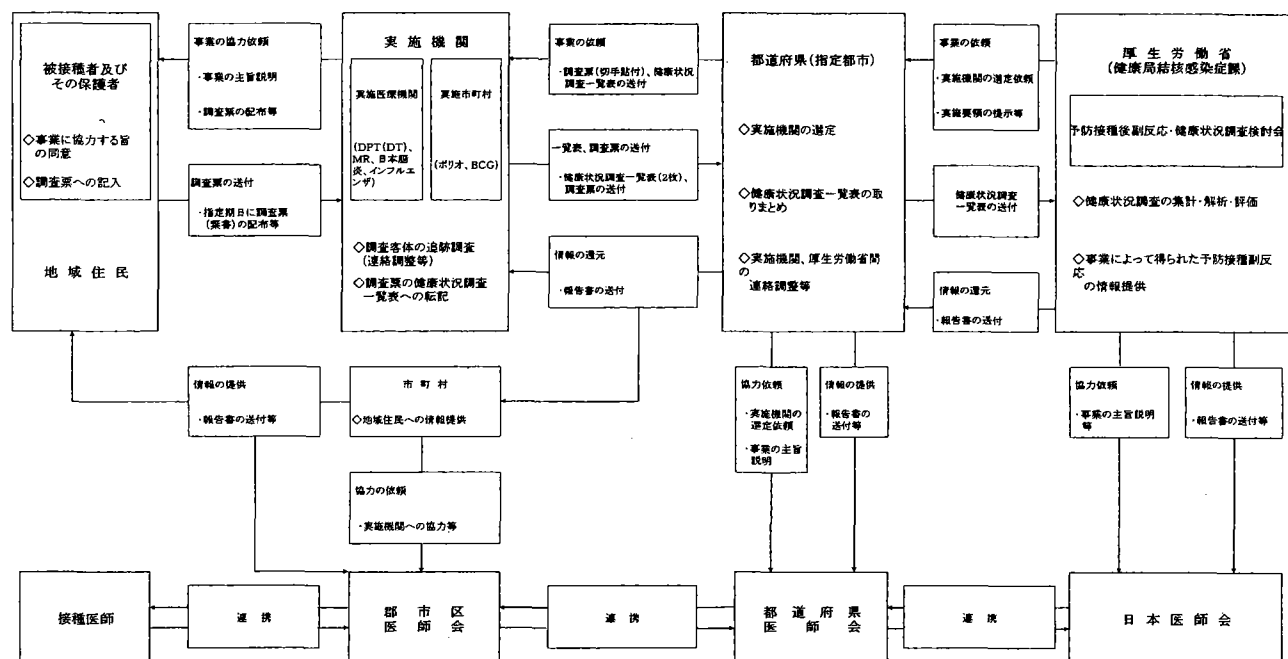 被接種者及び
その保護者
◇事業に協力する旨
の同意
◇調査票への記入
地域住民
事業の協力依頼
・事業の主旨説明
・調査票の配布等
調査票の送付
・指定期日に調査票
(葉書)の配布等
実施機関
実施医療機関
(DPT(DT)、
MR、日本脳
炎、インフルエ
ンザ)
実施市町村
(ポリオ、BCG)
◇調査客体の追跡調査
(連絡調整等)
◇調査票の健康状況調査
一覧表への転記
事業の依頼
・調査票(切手貼付)、健康状況
調査一覧表の送付
一覧表、調査票の送付
・健康状況調査一覧表(2枚)、
調査票の送付
情報の還元
・報告書の送付
都道府県(指定都市)
◇実施機関の選定
◇健康状況調査一覧表の取
りまとめ
◇実施機関、厚生労働省間
の
連絡調整等
事業の依頼
・実施機関の選定依頼
・実施要領の提示等
健康状況調査
一覧表の送付
情報の還元
・報告書の送付
厚生労働省
(健康局結核感染症課)
予防接種後副反応・健康状況調査検討会
◇健康状況調査の集計・解析・評価
◇事業によって得られた予防接種副反
応
の情報提供
情報の提供
・報告書の送付等
市町村
◇地域住民への情報提供
協力の依頼
・実施機関への協力等
協力依頼
・実施機関の
選定依頼
・事業の主旨
説明
情報の提供
・報告書の
送付等
協力依頼
・事業の主旨説明
等
情報の提供
・報告書の送付等
接種医師
連携
郡市区
医師会
連携
都道府県
医師会
連携
日本医師会